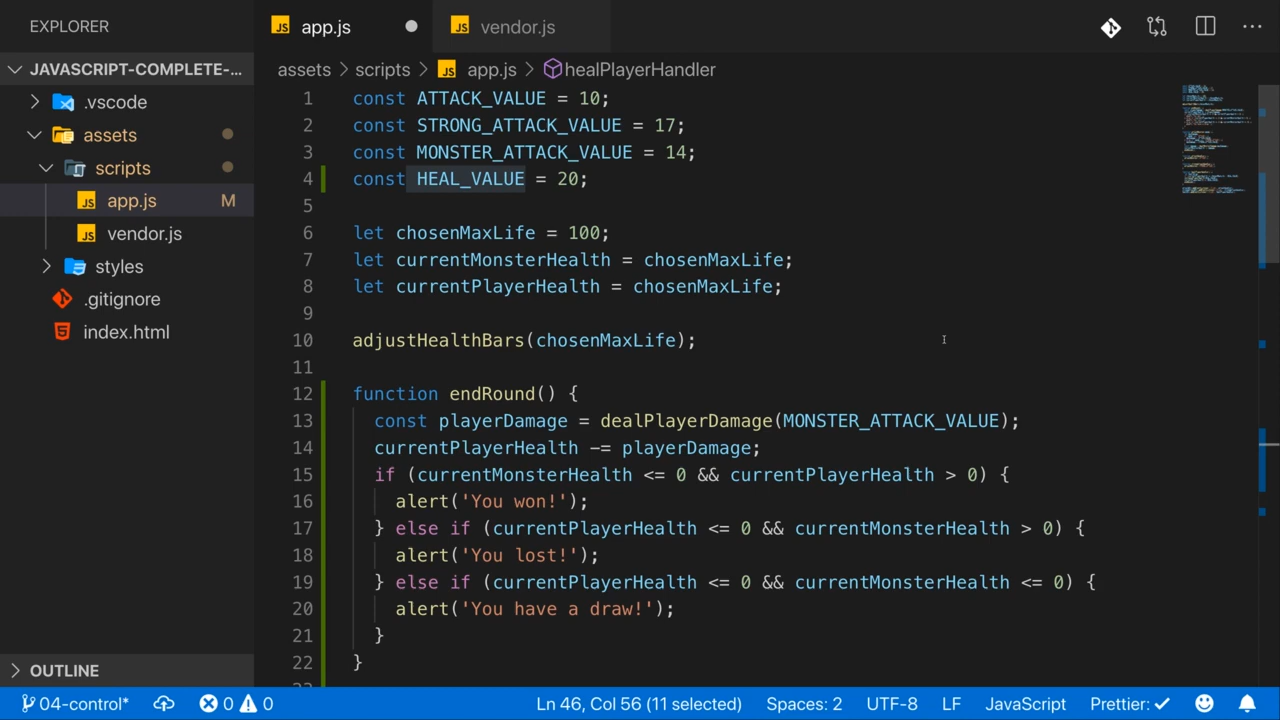 EXPLORER
JS app.js
JS vendor.js
JAVASCRIPT-COMPLETE-...
.vscode
assets
scripts
JS app.js M
JS vendor.js
styles
.gitignore
index.html
OUTLINE
assets > scripts > JS app.js > healPlayerHandler
1 const ATTACK_VALUE = 10;
2 const STRONG_ATTACK_VALUE = 17;
3 const MONSTER_ATTACK_VALUE = 14;
4 const HEAL_VALUE = 20;
5
6 let chosenMaxLife = 100;
7 let currentMonsterHealth = chosenMaxLife;
8 let currentPlayerHealth = chosenMaxLife;
9
10 adjustHealthBars(chosenMaxLife);
11
12 function endRound() {
13 const playerDamage = dealPlayerDamage(MONSTER_ATTACK_VALUE);
14 currentPlayerHealth -= playerDamage;
15 if (currentMonsterHealth <= 0 && currentPlayerHealth > 0) {
16 alert('You won!');
17 } else if (currentPlayerHealth <= 0 && currentMonsterHealth > 0) {
18 alert('You lost!');
19 } else if (currentPlayerHealth <= 0 && currentMonsterHealth <= 0) {
20 alert('You have a draw!');
21 }
22 }
04-control* 0 0 Ln 46, Col 56 (11 selected) Spaces: 2 UTF-8 LF JavaScript Prettier: ✓